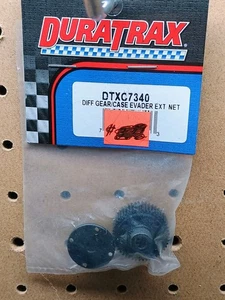 DURATRAX
DTXC7340
DIFF GEAR/CASE EVADER EXT NET